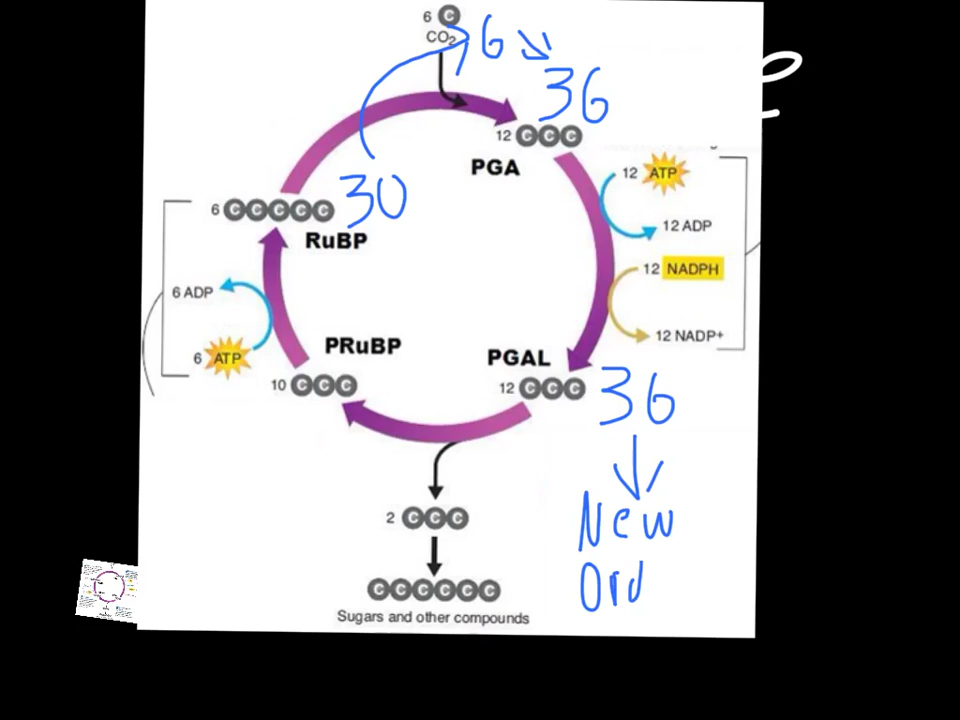 6 C
CO₂
36
36
12 C C C
PGA
12 ATP
12 ADP
12 NADPH
12 NADP+
6 C C C C C
30
RuBP
6 ADP
6 ATP
PRuBP
10 C C C
PGAL
12 C C C
36
2 C C C
New
Ord
C C C C C C
Sugars and other compounds